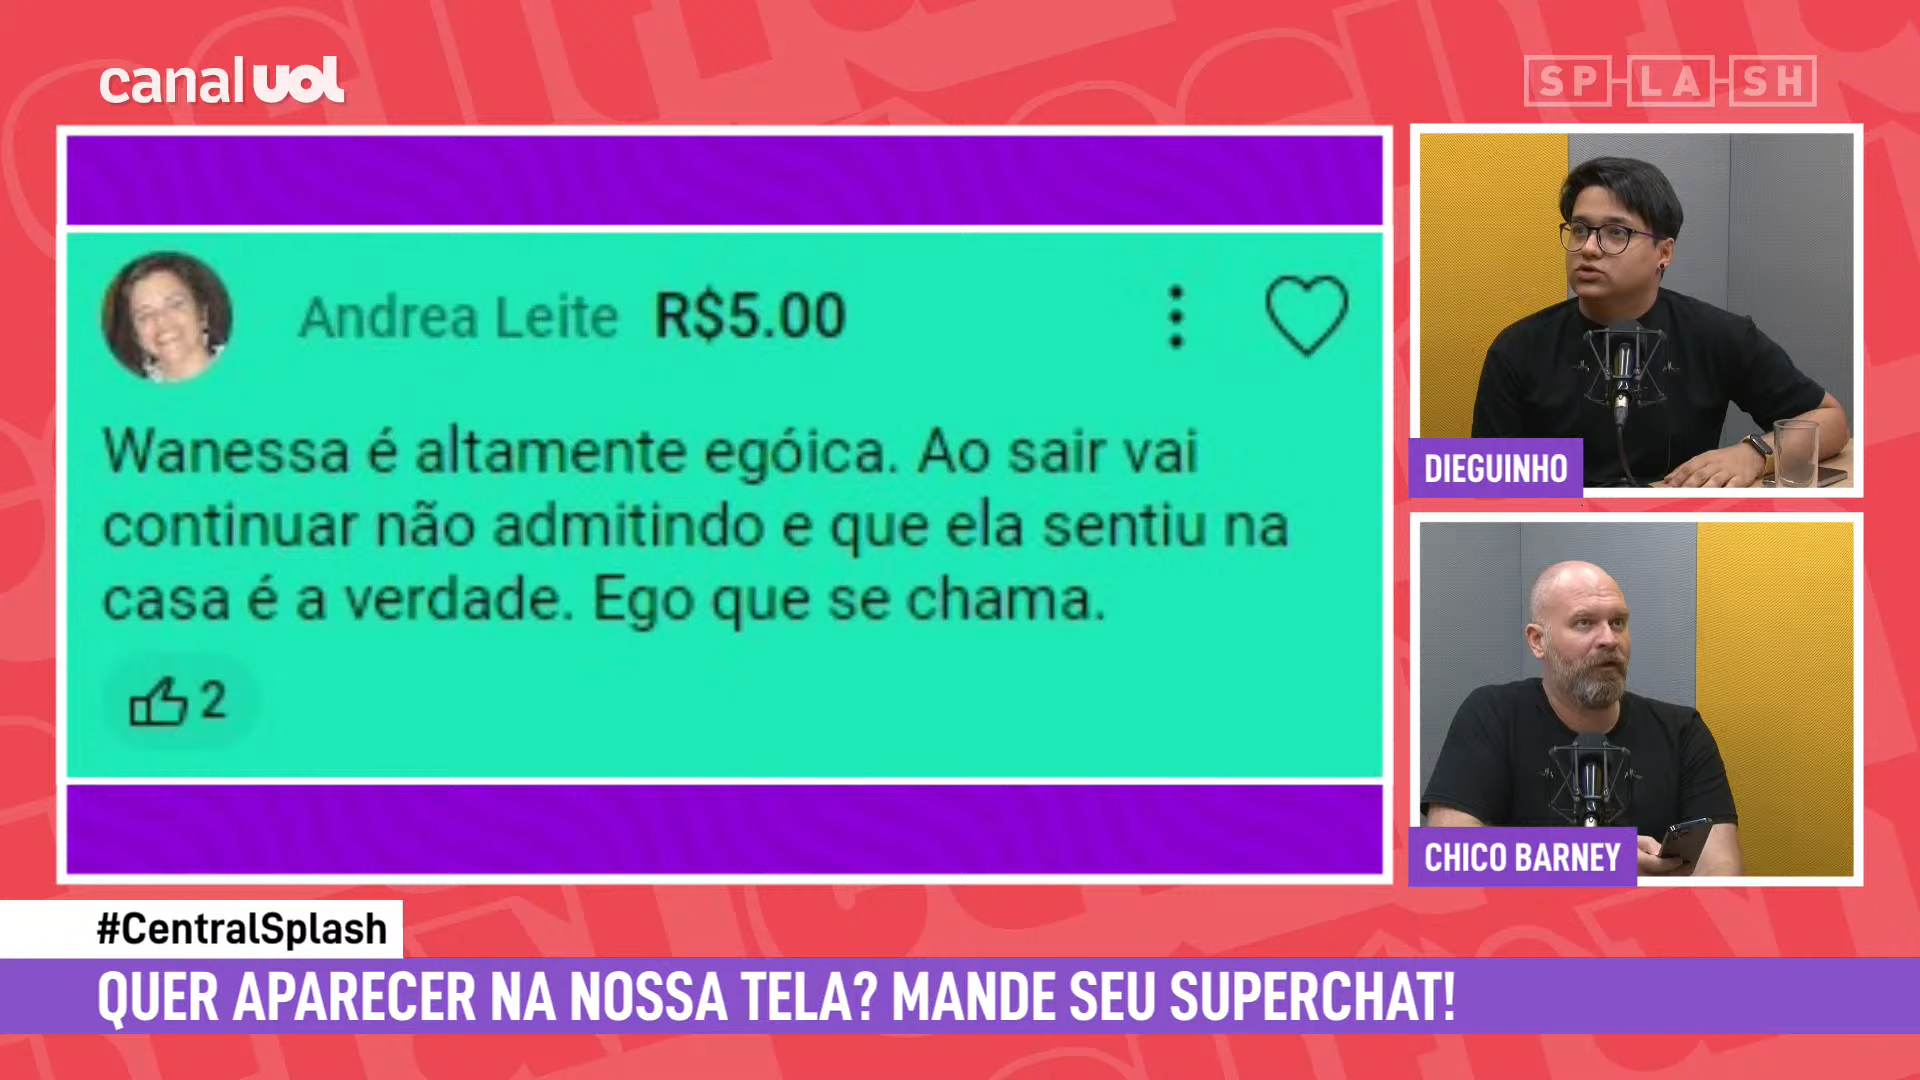 canal uol
SPLASH
Andrea Leite R$5.00
Wanessa é altamente egóica. Ao sair vai
continuar não admitindo e que ela sentiu na
casa é a verdade. Ego que se chama.
2
DIEGUINHO
CHICO BARNEY
#CentralSplash
QUER APARECER NA NOSSA TELA? MANDE SEU SUPERCHAT!